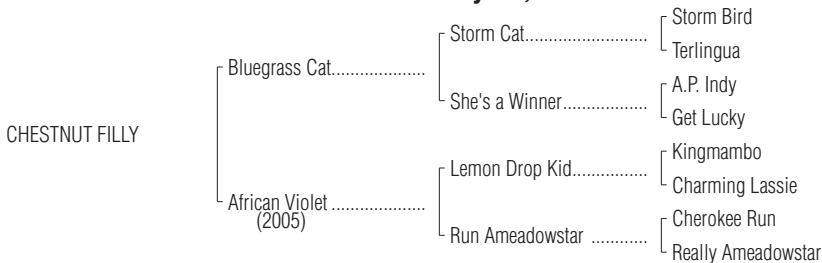 Storm Bird
Storm Cat............................
Terlingua
Bluegrass Cat.....................
A.P. Indy
She's a Winner...................
Get Lucky
CHESTNUT FILLY
Kingmambo
Lemon Drop Kid.................
Charming Lassie
African Violet .....................
(2005)
Cherokee Run
Run Ameadowstar ............
Really Ameadowstar